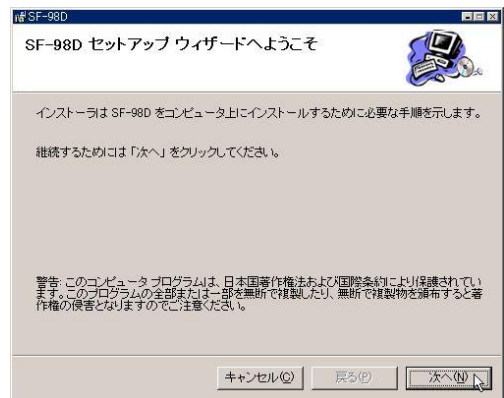 SF-98D
SF-98D セットアップ ウィザードへようこそ
インストーラは SF-98D をコンピュータ上にインストールするために必要な手順を示します。
継続するためには「次へ」をクリックしてください。
警告: このコンピュータ プログラムは、日本国著作権法および国際条約により保護されてい
ます。このプログラムの全部または一部を無断で複製したり、無断で複製物を頒布すると著
作権の侵害となりますのでご注意ください。
キャンセル(C) 戻る(P) 次へ(N)